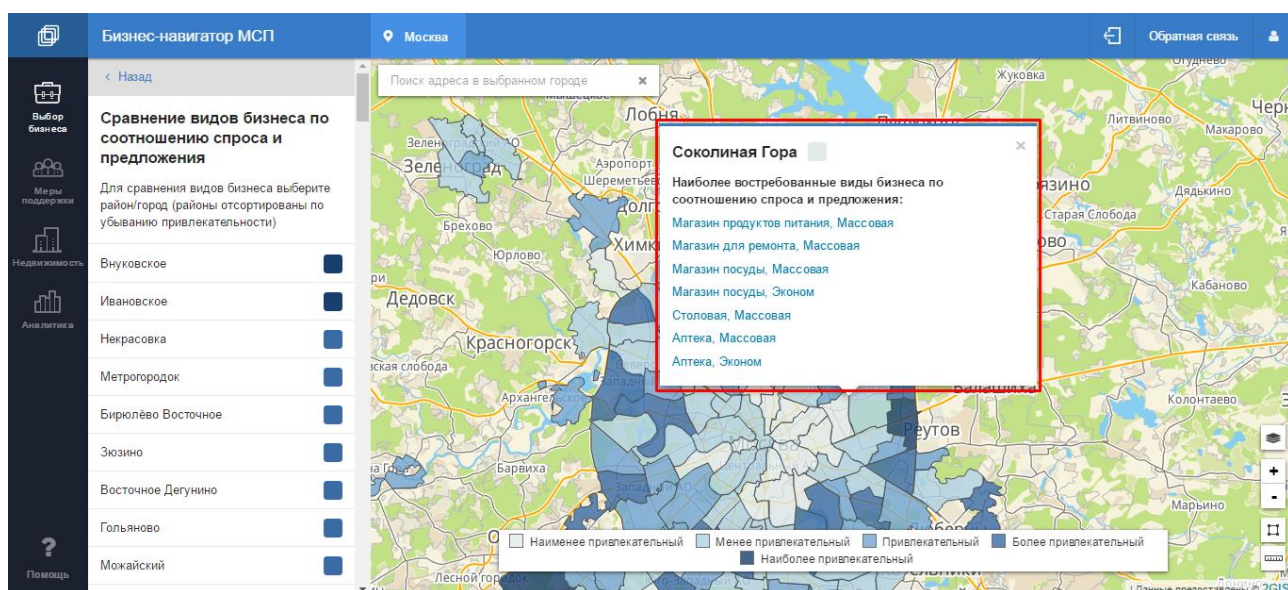 Бизнес-навигатор МСП
Москва
Обратная связь
Выбор
бизнеса
Меры
поддержки
Недвижимость
Аналитика
?
Помощь
< Назад
Сравнение видов бизнеса по
соотношению спроса и
предложения
Для сравнения видов бизнеса выберите
район/город (районы отсортированы по
убыванию привлекательности)
Внуковское
Ивановское
Некрасовка
Метрогородок
Бирюлёво Восточное
Зюзино
Восточное Дегунино
Гольяново
Можайский
Поиск адреса в выбранном городе
×
Соколиная Гора
×
Наиболее востребованные виды бизнеса по
соотношению спроса и предложения:
Магазин продуктов питания, Массовая
Магазин для ремонта, Массовая
Магазин посуды, Массовая
Магазин посуды, Эконом
Столовая, Массовая
Аптека, Массовая
Аптека, Эконом
Жуковка
Литвиново
Макарово
Лобня
Аэропорт
Дядькино
Старая Слобода
Брехово
Юрлово
Дедовск
Красногорск
Кабаново
Балашиха
Колонтаево
Реутов
Москва
Барвиха
Марьино
Лесной городок
Наименее привлекательный
Менее привлекательный
Привлекательный
Более привлекательный
Наиболее привлекательный
+
-
2GIS